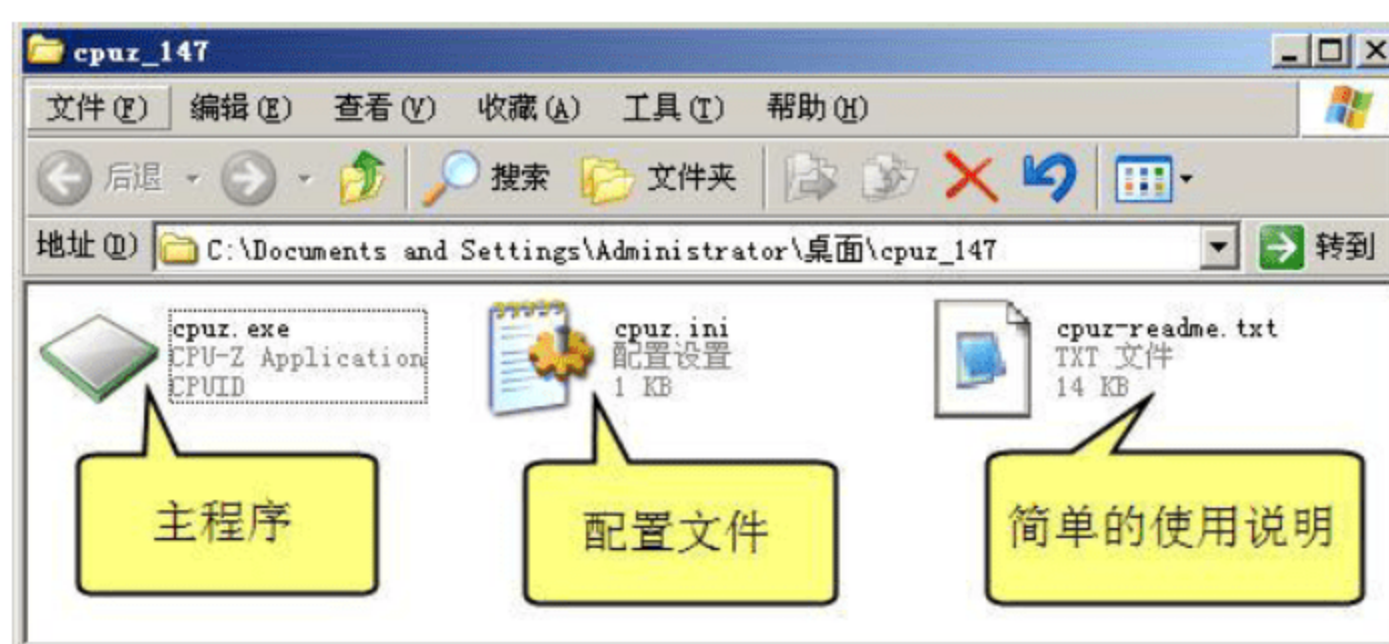 cpuz_147
文件(F) 编辑(E) 查看(V) 收藏(A) 工具(T) 帮助(H)
后退 搜索 文件夹
地址(D) C:\Documents and Settings\Administrator\桌面\cpuz_147 转到
cpuz.exe
CPU-Z Application
CPUID
cpuz.ini
配置设置
1 KB
cpuz-readme.txt
TXT 文件
14 KB
主程序
配置文件
简单的使用说明